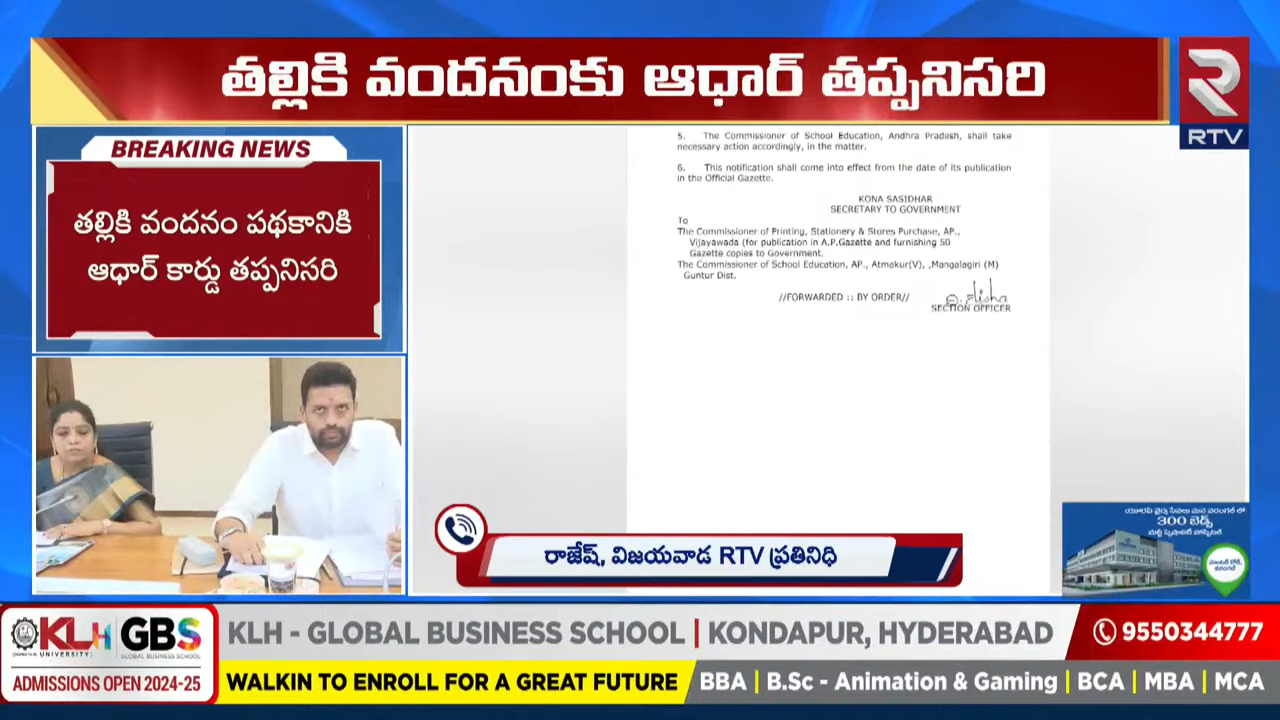 తల్లికి వందనంకు ఆధార్ తప్పనిసరి
RTV
BREAKING NEWS
తల్లికి వందనం పథకానికి
ఆధార్ కార్డు తప్పనిసరి
5. The Commissioner of School Education, Andhra Pradesh, shall take
necessary action accordingly, in the matter.
6. This notification shall come into effect from the date of its publication
in the Official Gazette.
KONA SASIDHAR
SECRETARY TO GOVERNMENT
To
The Commissioner of Printing, Stationery & Stores Purchase, AP.,
Vijayawada (for publication in A.P.Gazette and furnishing 50
Gazette copies to Government.
The Commissioner of School Education, AP., Atmakur(V), ,Mangalagiri (M)
Guntur Dist.
//FORWARDED :: BY ORDER//
SECTION OFFICER
రాజేష్, విజయవాడ RTV ప్రతినిధి
300 బెడ్స్
KLH
UNIVERSITY
GBS
GLOBAL BUSINESS SCHOOL
ADMISSIONS OPEN 2024-25
KLH - GLOBAL BUSINESS SCHOOL | KONDAPUR, HYDERABAD
9550344777
WALKIN TO ENROLL FOR A GREAT FUTURE
BBA | B.Sc - Animation & Gaming | BCA | MBA | MCA